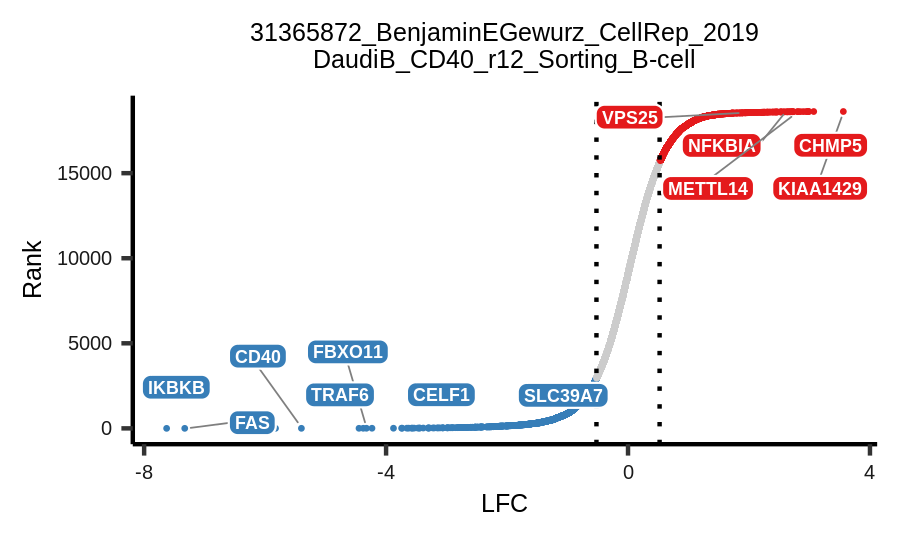 31365872_BenjaminEGewurz_CellRep_2019
DaudiB_CD40_r12_Sorting_B-cell
VPS25
NFKBIA
CHMP5
METTL14
KIAA1429
15000
10000
5000
0
Rank
CD40
FBXO11
IKBKB
TRAF6
CELF1
SLC39A7
FAS
-8
-4
0
4
LFC